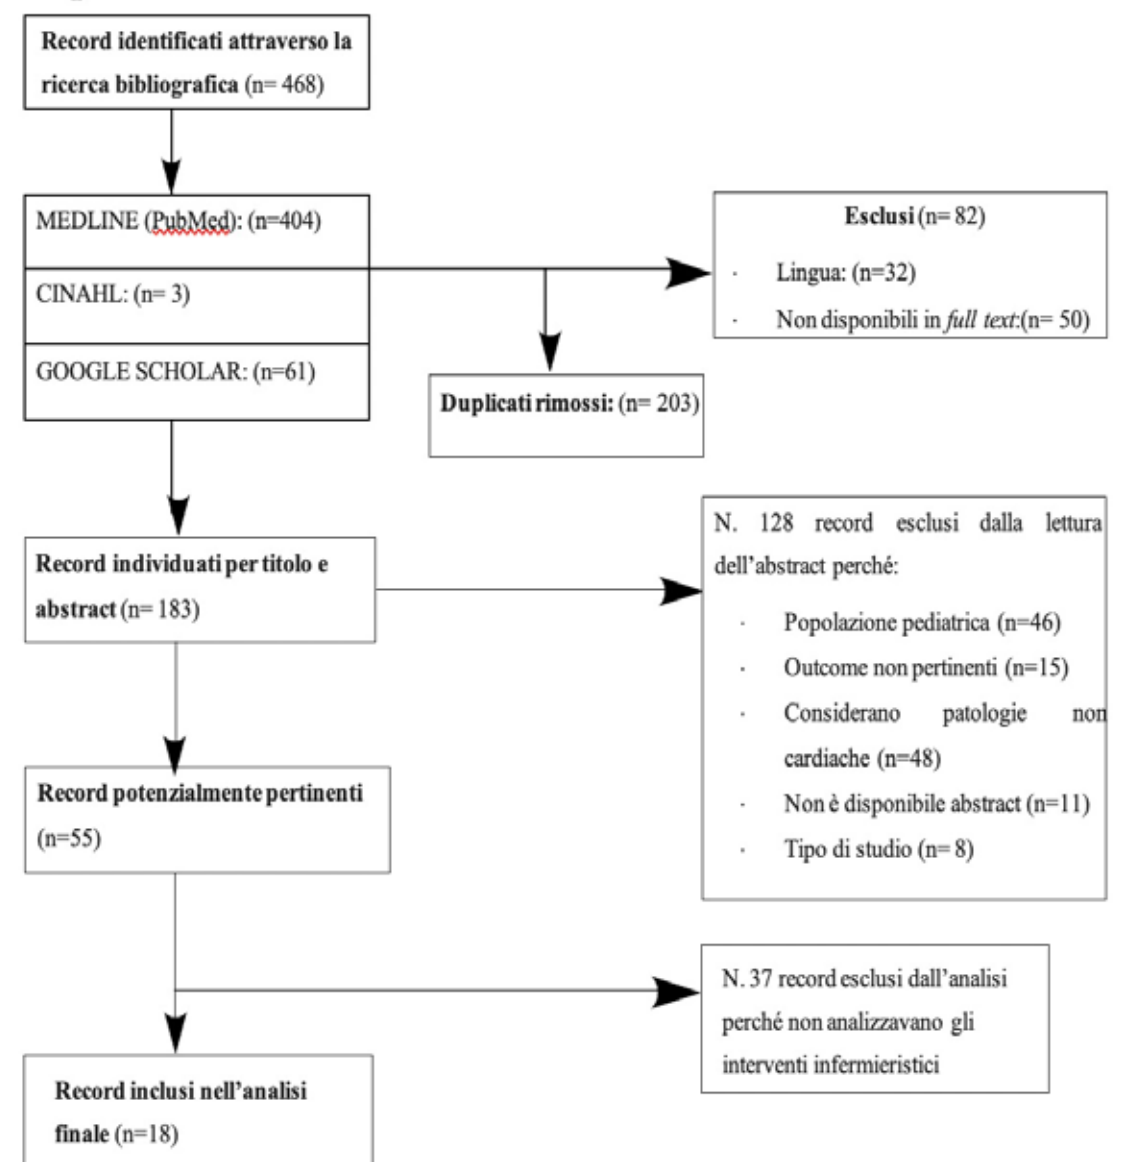 Record identificati attraverso la
ricerca bibliografica (n= 468)
MEDLINE (PubMed): (n=404)
CINAHL: (n= 3)
GOOGLE SCHOLAR: (n=61)
Esclusi (n= 82)
· Lingua: (n=32)
· Non disponibili in full text:(n= 50)
Duplicati rimossi: (n= 203)
Record individuati per titolo e
abstract (n= 183)
N. 128 record esclusi dalla lettura
dell’abstract perché:
· Popolazione pediatrica (n=46)
· Outcome non pertinenti (n=15)
· Considerano patologie non
cardiache (n=48)
· Non è disponibile abstract (n=11)
· Tipo di studio (n= 8)
Record potenzialmente pertinenti
(n=55)
N. 37 record esclusi dall’analisi
perché non analizzavano gli
interventi infermieristici
Record inclusi nell’analisi
finale (n=18)